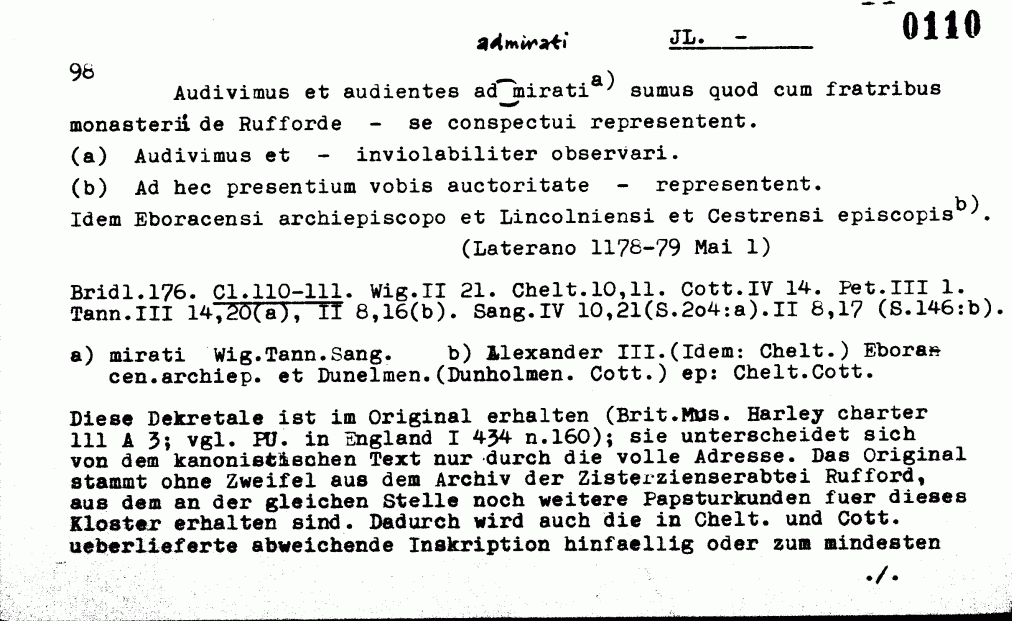 0110
admirati JL. -
98
Audivimus et audientes ad mirati a) sumus quod cum fratribus
monasterii de Rufforde - se conspectui representent.
(a) Audivimus et - inviolabiliter observari.
(b) Ad hec presentium vobis auctoritate - representent.
Idem Eboracensi archiepiscopo et Lincolniensi et Cestrensi episcopis b).
(Laterano 1178-79 Mai 1)
Bridl.176. Cl.110-111. Wig.II 21. Chelt.10,11. Cott.IV 14. Pet.III 1.
Tann.III 14,20(a), II 8,16(b). Sang.IV 10,21(S.2o4:a).II 8,17 (S.146:b).
a) mirati Wig.Tann.Sang. b) Alexander III.(Idem: Chelt.) Eboran
cen.archiep. et Dunelmen.(Dunholmen. Cott.) ep: Chelt.Cott.
Diese Dekretale ist im Original erhalten (Brit.Mus. Harley charter
111 A 3; vgl. PU. in England I 434 n.160); sie unterscheidet sich
von dem kanonistischen Text nur durch die volle Adresse. Das Original
stammt ohne Zweifel aus dem Archiv der Zisterzienserabtei Rufford,
aus dem an der gleichen Stelle noch weitere Papsturkunden fuer dieses
Kloster erhalten sind. Dadurch wird auch die in Chelt. und Cott.
ueberlieferte abweichende Inskription hinfaellig oder zum mindesten
./.